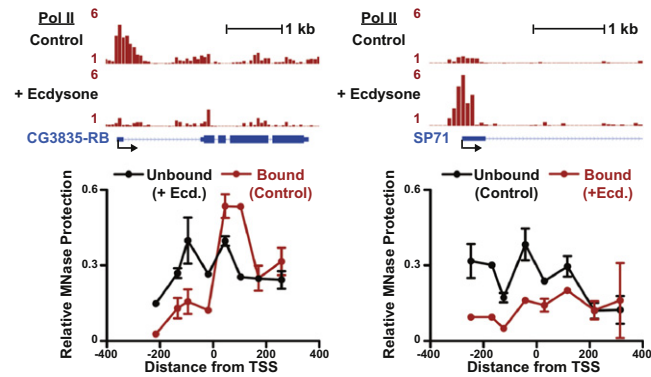 Pol II
Control
6
1
1 kb
+ Ecdysone
6
1
CG3835-RB
Unbound
(+ Ecd.)
Bound
(Control)
Relative MNase Protection
0.6
0.3
0
-400
-200
0
200
400
Distance from TSS
Pol II
Control
6
1
1 kb
+ Ecdysone
6
1
SP71
Unbound
(Control)
Bound
(+Ecd.)
Relative MNase Protection
0.6
0.3
0
-400
-200
0
200
400
Distance from TSS